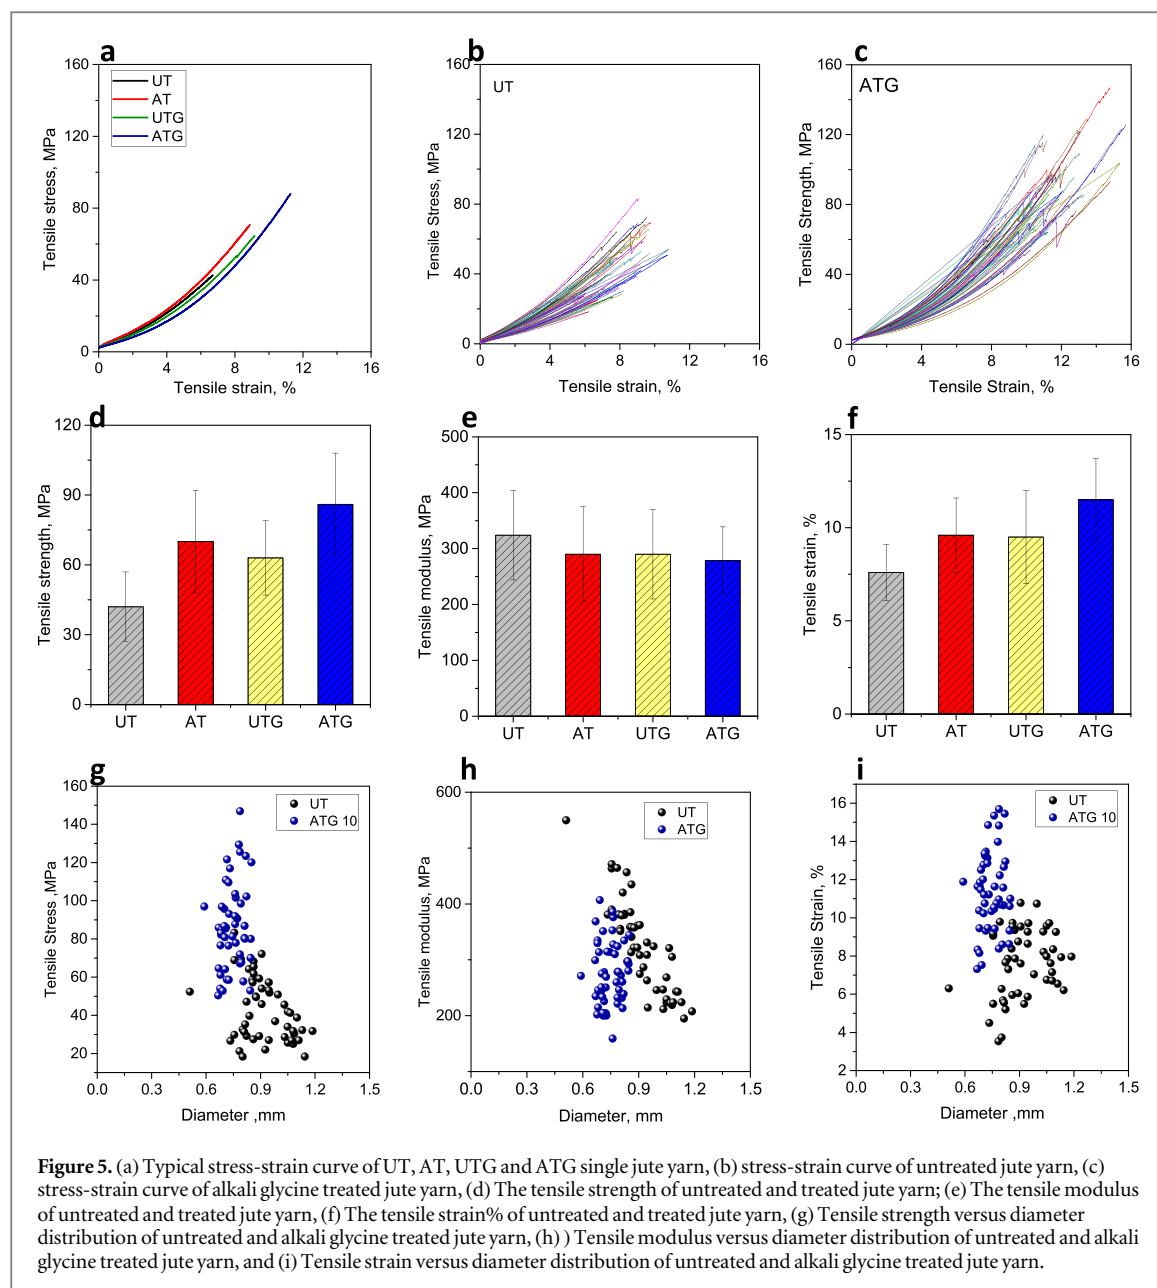 a
160
120
80
40
0
Tensile stress, MPa
UT
AT
UTG
ATG
0 4 8 12 16
Tensile strain, %
b
160
120
80
40
0
Tensile Stress, MPa
UT
0 4 8 12 16
Tensile strain, %
c
160
120
80
40
0
Tensile Strength, MPa
ATG
0 4 8 12 16
Tensile Strain, %
d
120
90
60
30
0
Tensile strength, MPa
UT AT UTG ATG
e
500
400
300
200
100
0
Tensile modulus, MPa
UT AT UTG ATG
f
15
10
5
0
Tensile strain, %
UT AT UTG ATG
g
160
140
120
100
80
60
40
20
Tensile Stress ,MPa
UT
ATG 10
0.0 0.3 0.6 0.9 1.2 1.5
Diameter ,mm
h
600
400
200
Tensile modulus, MPa
UT
ATG
0.0 0.3 0.6 0.9 1.2 1.5
Diameter, mm
i
16
14
12
10
8
6
4
2
Tensile Strain, %
UT
ATG 10
0.0 0.3 0.6 0.9 1.2 1.5
Diameter ,mm
Figure 5. (a) Typical stress-strain curve of UT, AT, UTG and ATG single jute yarn, (b) stress-strain curve of untreated jute yarn, (c)
stress-strain curve of alkali glycine treated jute yarn, (d) The tensile strength of untreated and treated jute yarn; (e) The tensile modulus
of untreated and treated jute yarn, (f) The tensile strain% of untreated and treated jute yarn, (g) Tensile strength versus diameter
distribution of untreated and alkali glycine treated jute yarn, (h) ) Tensile modulus versus diameter distribution of untreated and alkali
glycine treated jute yarn, and (i) Tensile strain versus diameter distribution of untreated and alkali glycine treated jute yarn.